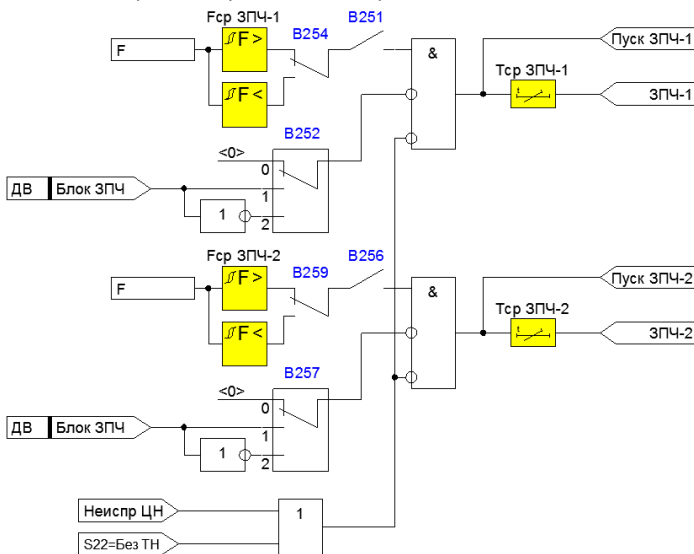 Fср ЗПЧ-1
B251
B254
F
F >
F <
&
Пуск ЗПЧ-1
Tср ЗПЧ-1
t
ЗПЧ-1
B252
<0>
0
1
2
ДВ Блок ЗПЧ
1
Fср ЗПЧ-2
B256
B259
F
F >
F <
&
Пуск ЗПЧ-2
Tср ЗПЧ-2
t
ЗПЧ-2
B257
<0>
0
1
2
ДВ Блок ЗПЧ
1
Неиспр ЦН
1
S22=Без ТН